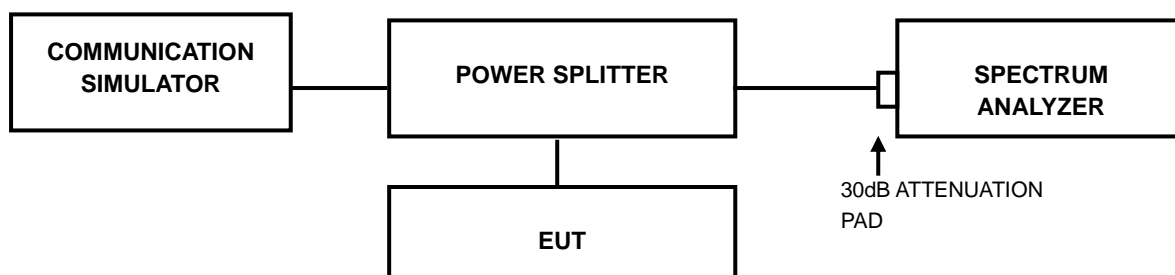 COMMUNICATION
SIMULATOR
POWER SPLITTER
SPECTRUM
ANALYZER
30dB ATTENUATION
PAD
EUT